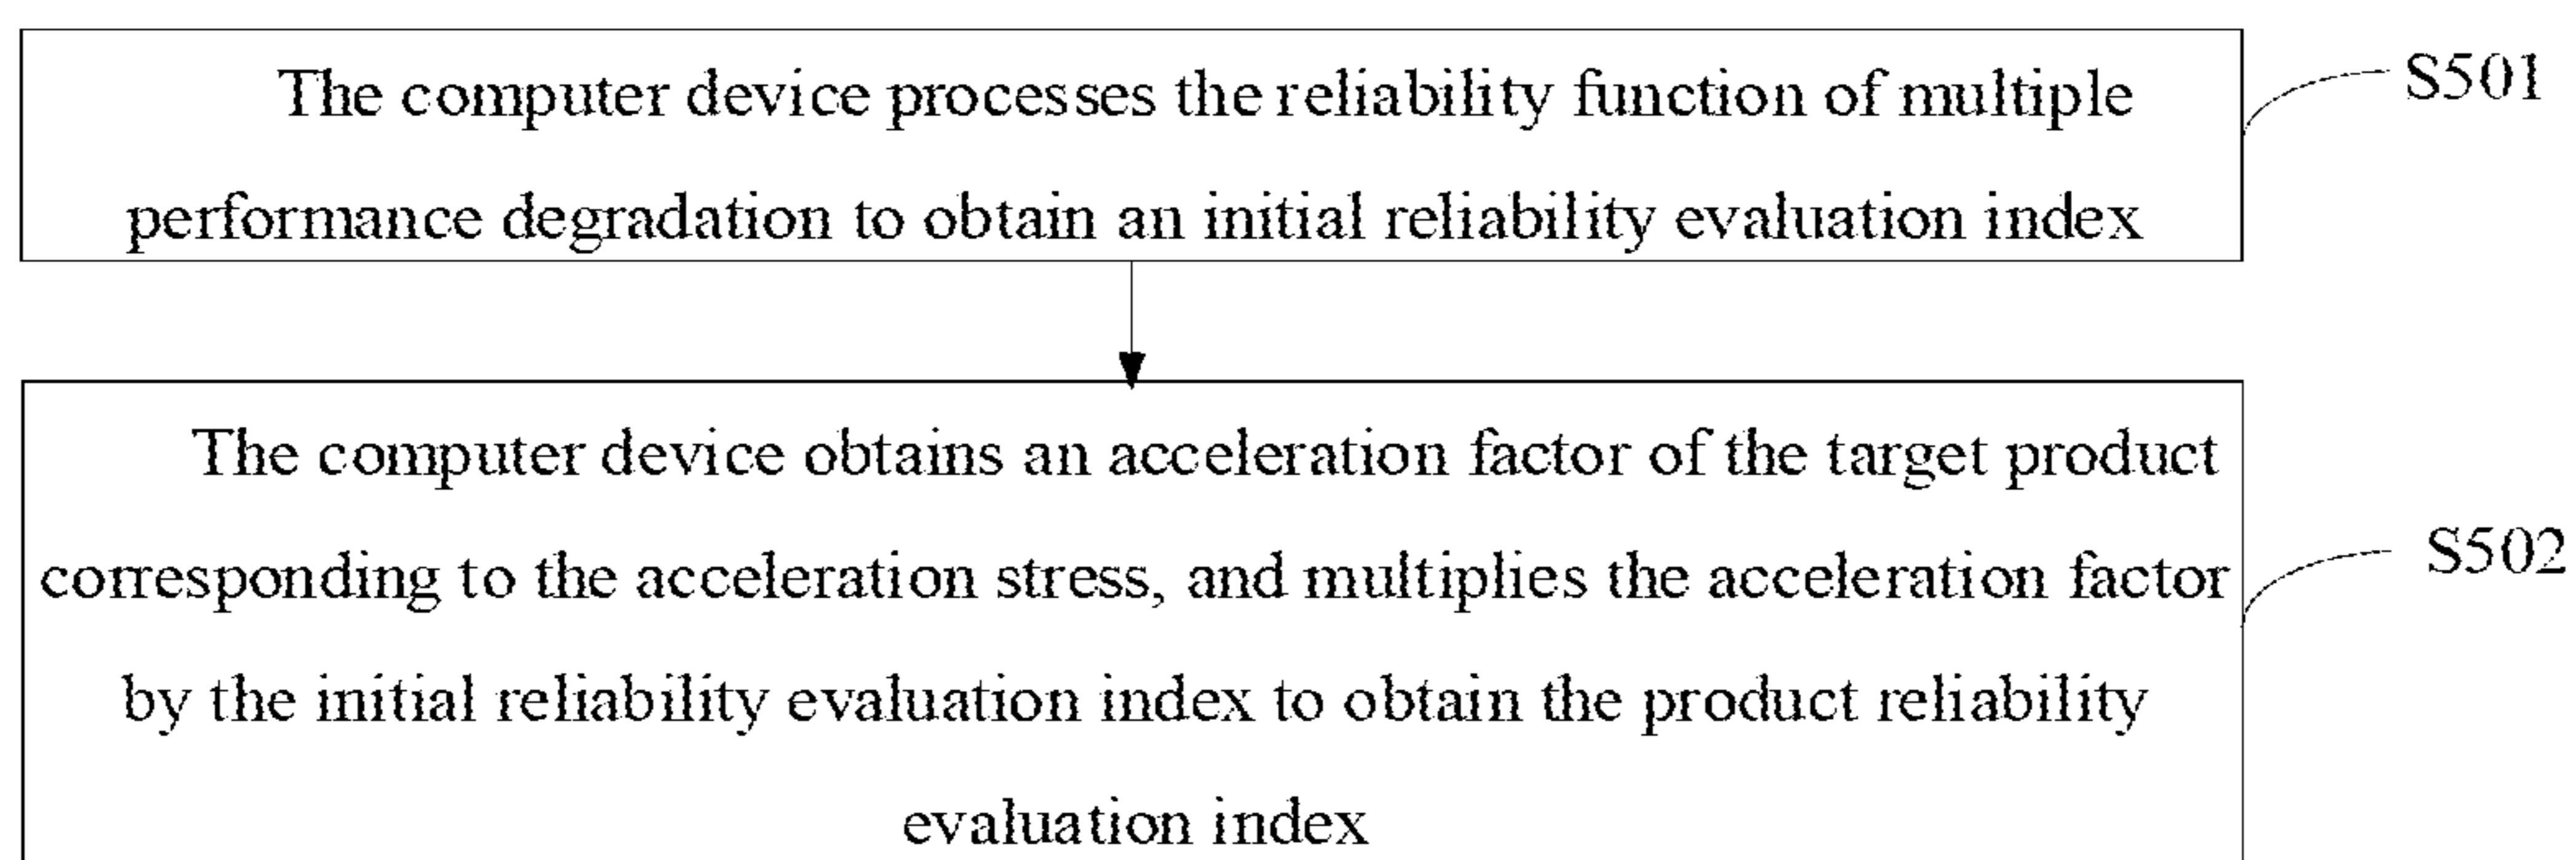 The computer device processes the reliability function of multiple
performance degradation to obtain an initial reliability evaluation index
S501
The computer device obtains an acceleration factor of the target product
corresponding to the acceleration stress, and multiplies the acceleration factor
by the initial reliability evaluation index to obtain the product reliability
evaluation index
S502